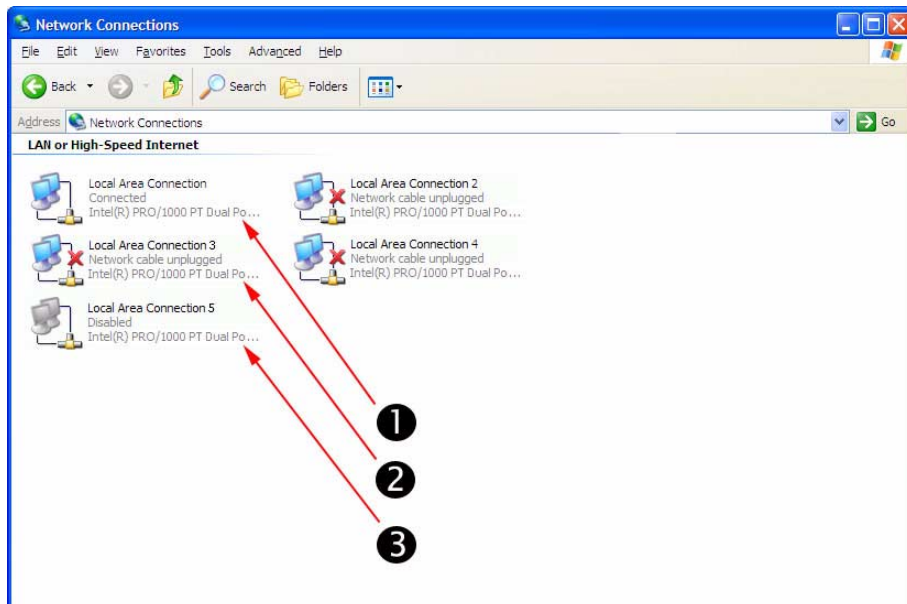 Network Connections
File Edit View Favorites Tools Advanced Help
Back Search Folders
Address Network Connections Go
LAN or High-Speed Internet
Local Area Connection
Connected
Intel(R) PRO/1000 PT Dual Po...
Local Area Connection 2
Network cable unplugged
Intel(R) PRO/1000 PT Dual Po...
Local Area Connection 3
Network cable unplugged
Intel(R) PRO/1000 PT Dual Po...
Local Area Connection 4
Network cable unplugged
Intel(R) PRO/1000 PT Dual Po...
Local Area Connection 5
Disabled
Intel(R) PRO/1000 PT Dual Po...
1
2
3